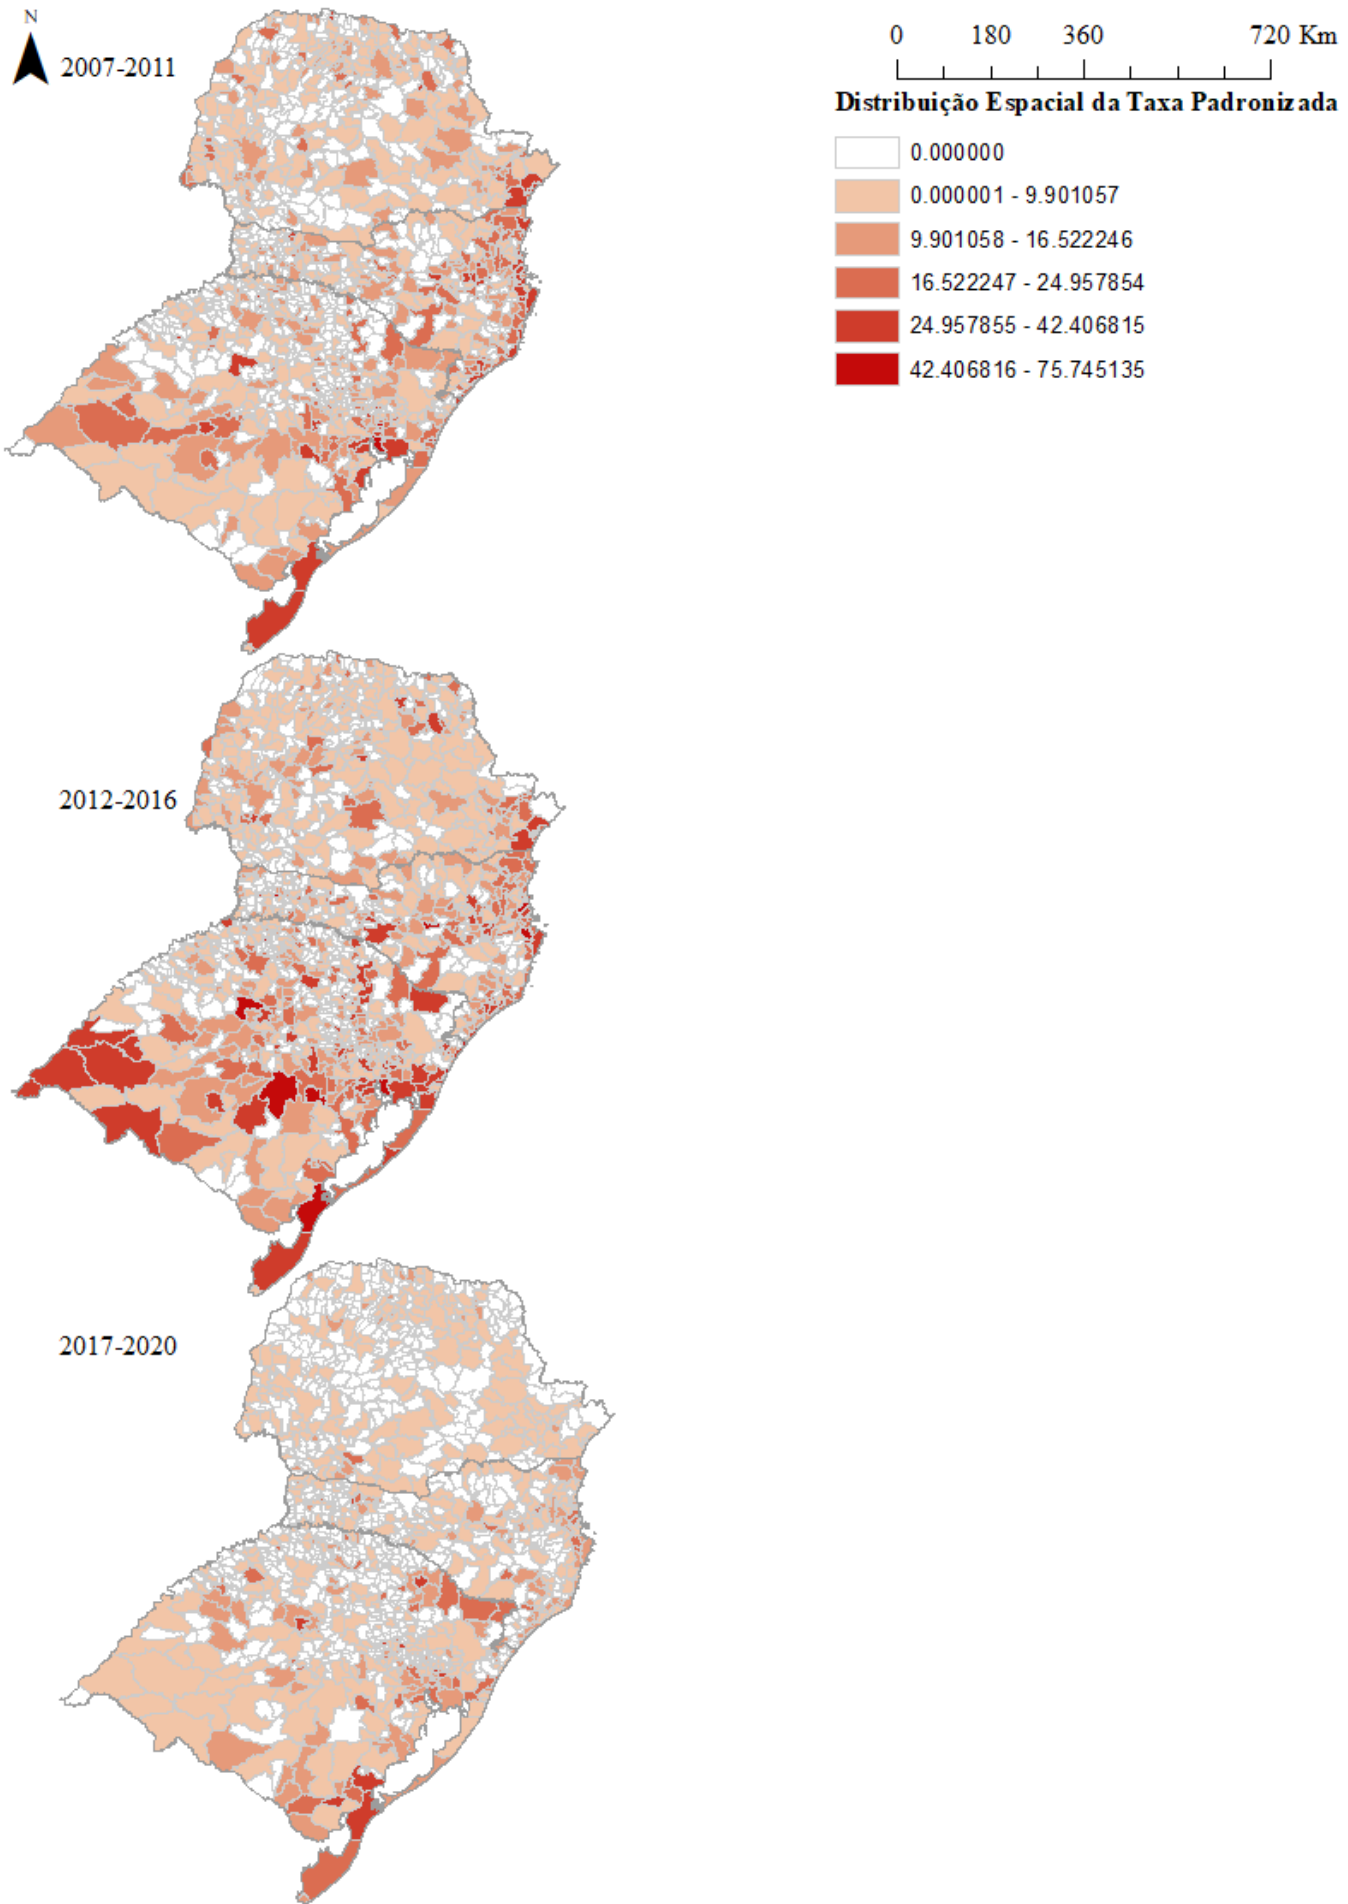 N
2007-2011
0 180 360 720 Km
Distribuição Espacial da Taxa Padronizada
0.000000
0.000001 - 9.901057
9.901058 - 16.522246
16.522247 - 24.957854
24.957855 - 42.406815
42.406816 - 75.745135
2012-2016
2017-2020